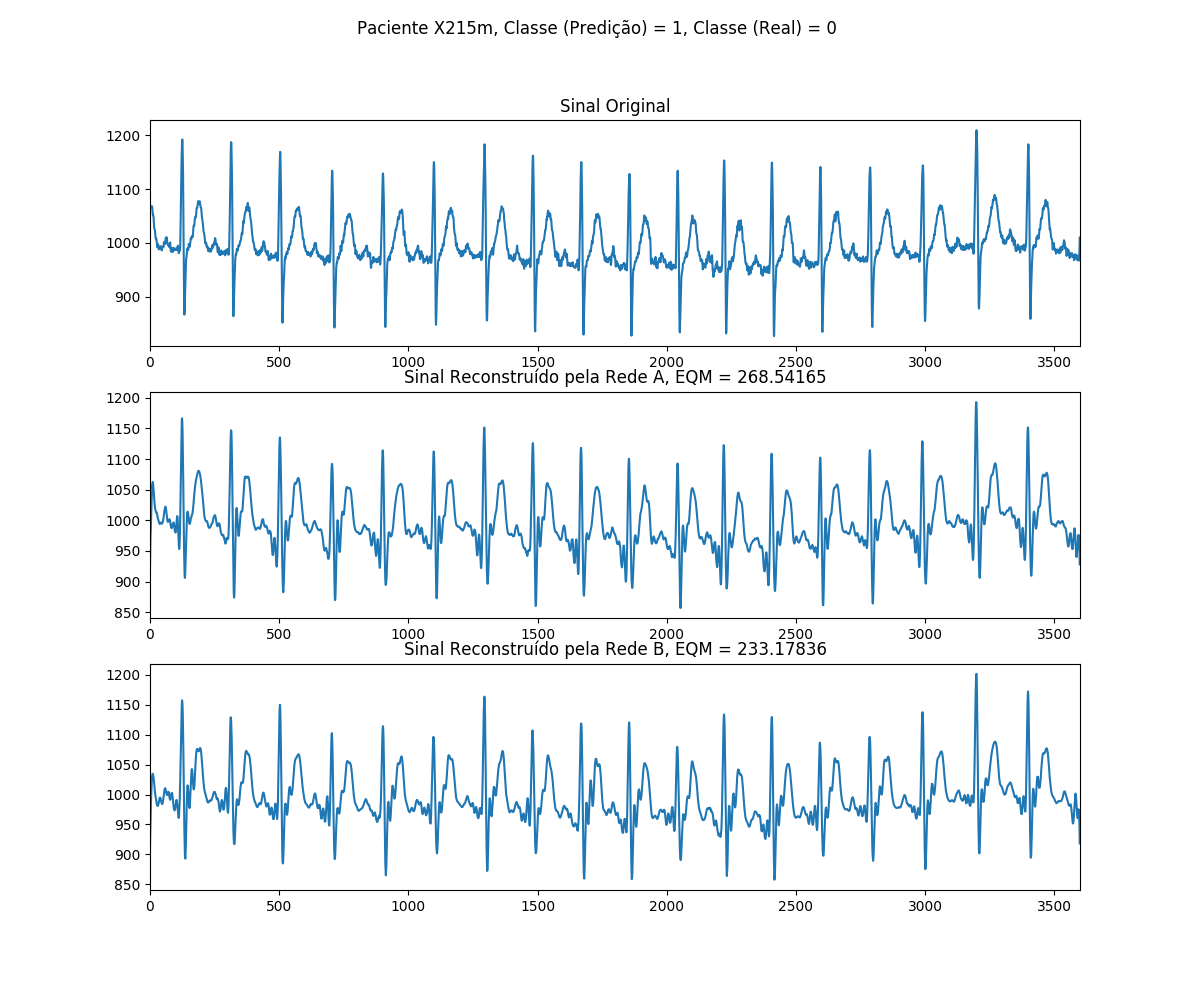 Paciente X215m, Classe (Predição) = 1, Classe (Real) = 0
Sinal Original
1200
1100
1000
900
0 500 1000 1500 2000 2500 3000 3500
Sinal Reconstruído pela Rede A, EQM = 268.54165
1200
1150
1100
1050
1000
950
900
850
0 500 1000 1500 2000 2500 3000 3500
Sinal Reconstruído pela Rede B, EQM = 233.17836
1200
1150
1100
1050
1000
950
900
850
0 500 1000 1500 2000 2500 3000 3500